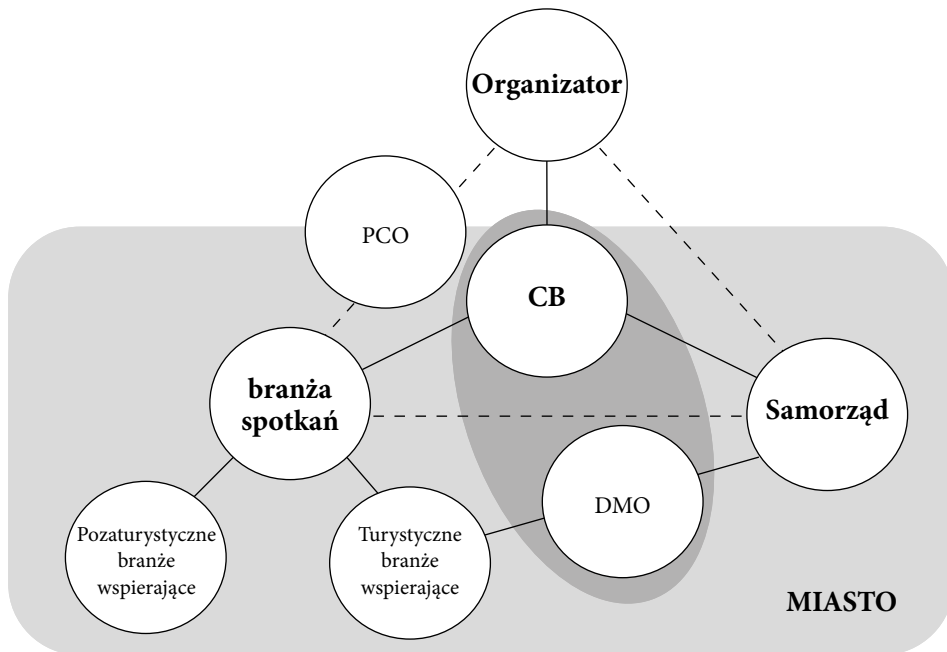 Organizator
PCO
CB
branża
spotkań
Samorząd
DMO
Pozaturystyczne
branże
wspierające
Turystyczne
branże
wspierające
MIASTO